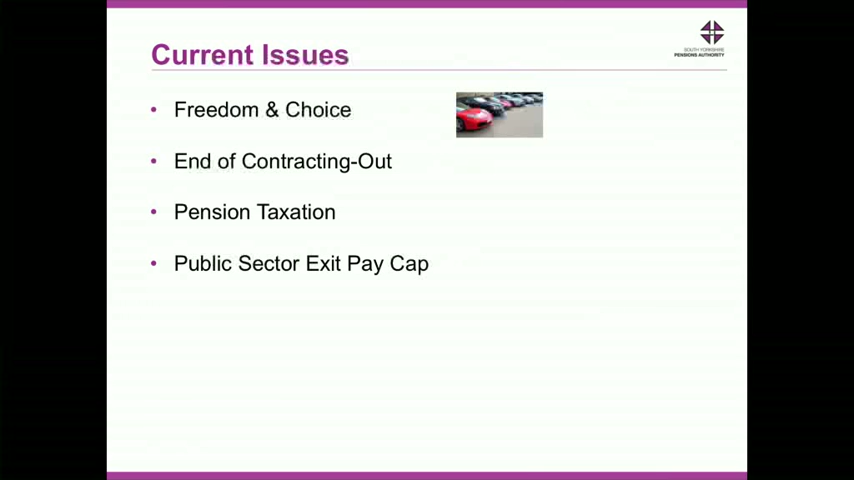 Current Issues
SOUTH YORKSHIRE
PENSIONS AUTHORITY
• Freedom & Choice
• End of Contracting-Out
• Pension Taxation
• Public Sector Exit Pay Cap